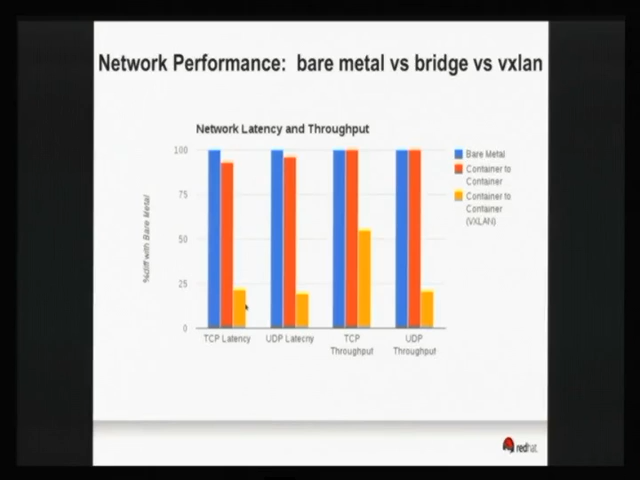 Network Performance: bare metal vs bridge vs vxlan
Network Latency and Throughput
100
75
50
25
0
%diff with Bare Metal
TCP Latency
UDP Latecny
TCP
Throughput
UDP
Throughput
Bare Metal
Container to
Container
Container to
Container
(VXLAN)
redhat